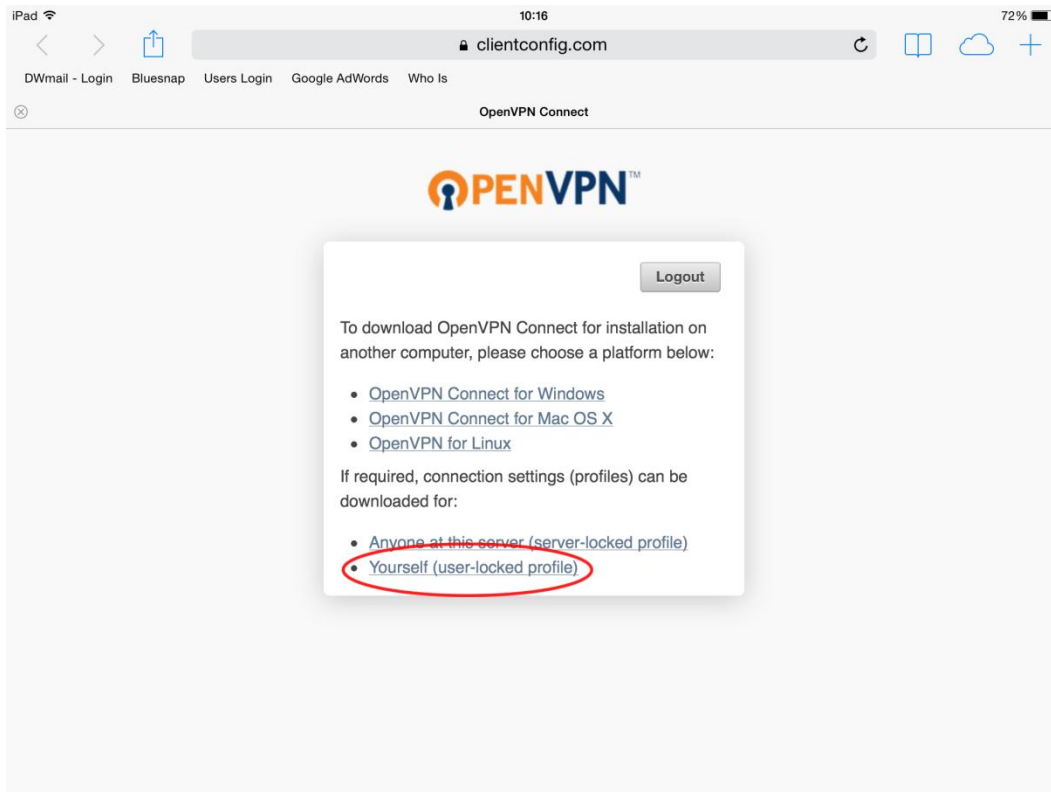 iPad 10:16 72%
clientconfig.com
DWmail - Login Bluesnap Users Login Google AdWords Who Is
OpenVPN Connect
OPENVPN™
Logout
To download OpenVPN Connect for installation on
another computer, please choose a platform below:
• OpenVPN Connect for Windows
• OpenVPN Connect for Mac OS X
• OpenVPN for Linux
If required, connection settings (profiles) can be
downloaded for:
• Anyone at this server (server-locked profile)
• Yourself (user-locked profile)